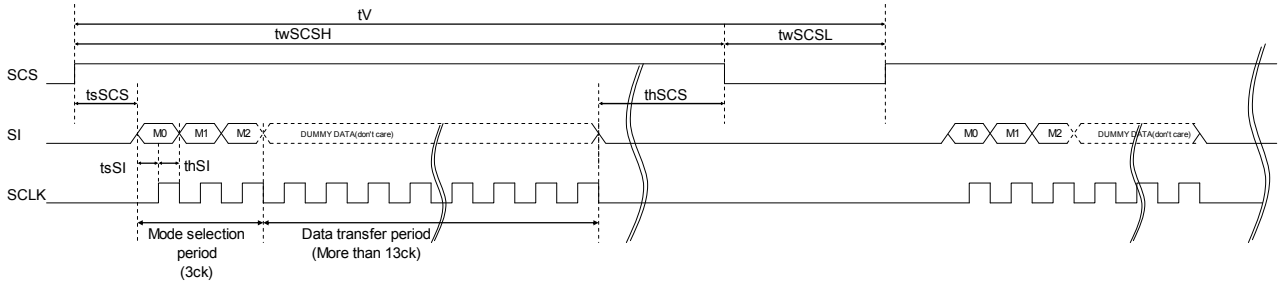 tV
twSCSH
twSCSL
SCS
tsSCS
thSCS
SI
M0
M1
M2
DUMMY DATA(don't care)
M0
M1
M2
DUMMY DATA(don't care)
tsSI
thSI
SCLK
Mode selection
period
(3ck)
Data transfer period
(More than 13ck)